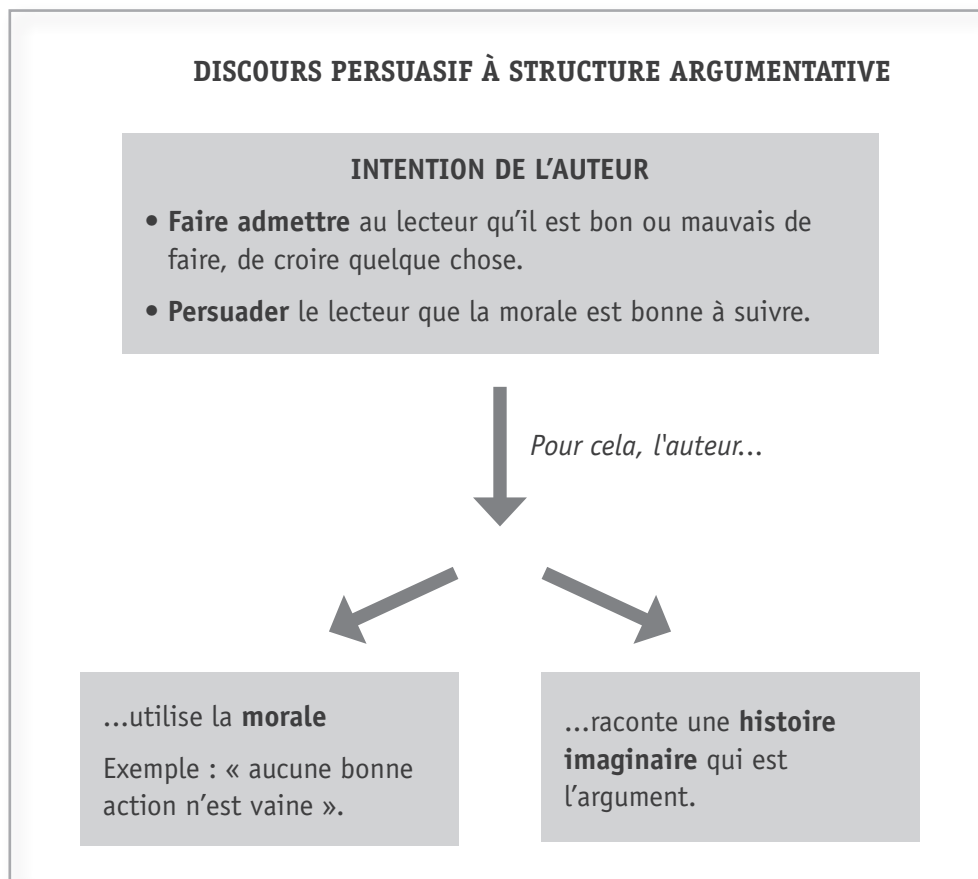 DISCOURS PERSUASIF À STRUCTURE ARGUMENTATIVE
INTENTION DE L’AUTEUR
• Faire admettre au lecteur qu’il est bon ou mauvais de
faire, de croire quelque chose.
• Persuader le lecteur que la morale est bonne à suivre.
Pour cela, l'auteur...
...utilise la morale
Exemple : « aucune bonne
action n’est vaine ».
...raconte une histoire
imaginaire qui est
l’argument.